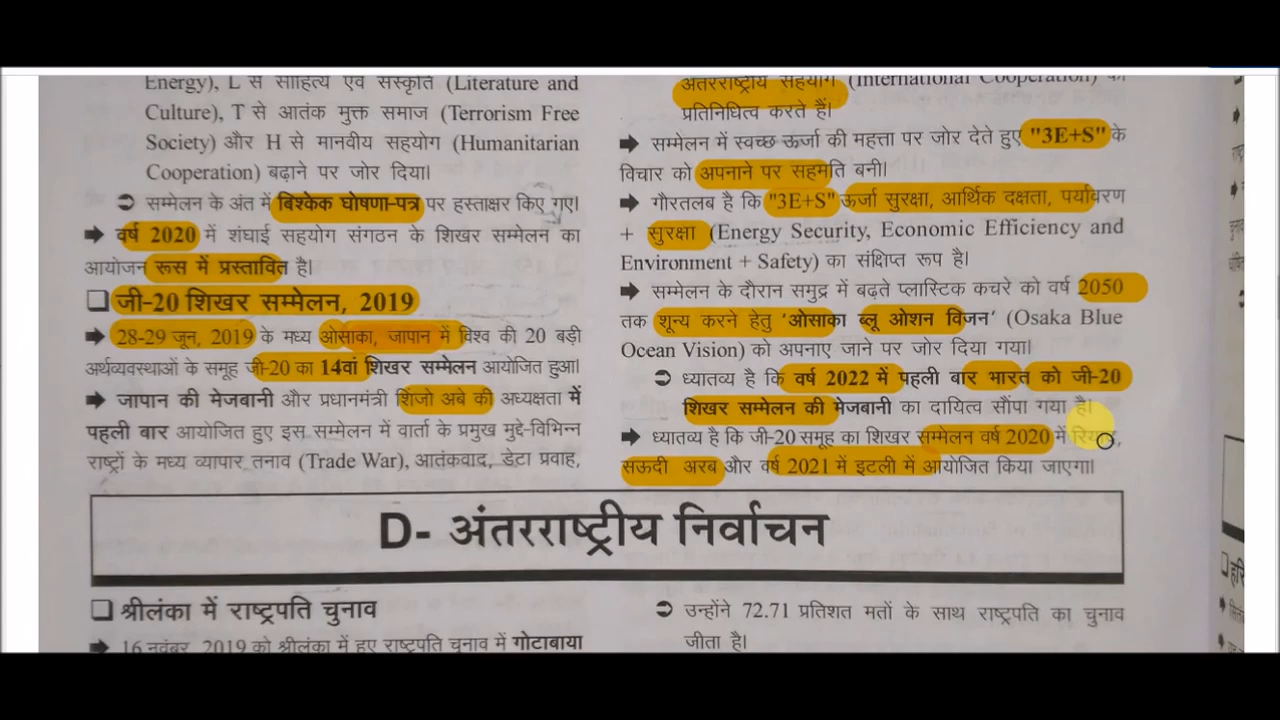 Energy), L से साहित्य एवं संस्कृति (Literature and
Culture), T से आतंक मुक्त समाज (Terrorism Free
Society) और H से मानवीय सहयोग (Humanitarian
Cooperation) बढ़ाने पर जोर दिया।
सम्मेलन के अंत में बिश्केक घोषणा-पत्र पर हस्ताक्षर किए गए।
वर्ष 2020 में शंघाई सहयोग संगठन के शिखर सम्मेलन का
आयोजन रूस में प्रस्तावित है।
जी-20 शिखर सम्मेलन, 2019
28-29 जून, 2019 के मध्य ओसाका, जापान में विश्व की 20 बड़ी
अर्थव्यवस्थाओं के समूह जी-20 का 14वां शिखर सम्मेलन आयोजित हुआ।
जापान की मेजबानी और प्रधानमंत्री शिंजो अबे की अध्यक्षता में
पहली बार आयोजित हुए इस सम्मेलन में वार्ता के प्रमुख मुद्दे-विभिन्न
राष्ट्रों के मध्य व्यापार तनाव (Trade War), आतंकवाद, डेटा प्रवाह,
अंतरराष्ट्रीय सहयोग (International Cooperation) का
प्रतिनिधित्व करते हैं।
सम्मेलन में स्वच्छ ऊर्जा की महत्ता पर जोर देते हुए "3E+S" के
विचार को अपनाने पर सहमति बनी।
गौरतलब है कि "3E+S" ऊर्जा सुरक्षा, आर्थिक दक्षता, पर्यावरण
+ सुरक्षा (Energy Security, Economic Efficiency and
Environment + Safety) का संक्षिप्त रूप है।
सम्मेलन के दौरान समुद्र में बढ़ते प्लास्टिक कचरे को वर्ष 2050
तक शून्य करने हेतु 'ओसाका ब्लू ओशन विजन' (Osaka Blue
Ocean Vision) को अपनाए जाने पर जोर दिया गया।
ध्यातव्य है कि वर्ष 2022 में पहली बार भारत को जी-20
शिखर सम्मेलन की मेजबानी का दायित्व सौंपा गया है।
ध्यातव्य है कि जी-20 समूह का शिखर सम्मेलन वर्ष 2020 में
सऊदी अरब और वर्ष 2021 में इटली में आयोजित किया जाएगा।
D- अंतरराष्ट्रीय निर्वाचन
श्रीलंका में राष्ट्रपति चुनाव
16 नवंबर, 2019 को श्रीलंका में हुए राष्ट्रपति चुनाव में गोटाबाया
उन्होंने 72.71 प्रतिशत मतों के साथ राष्ट्रपति का चुनाव
जीता है।